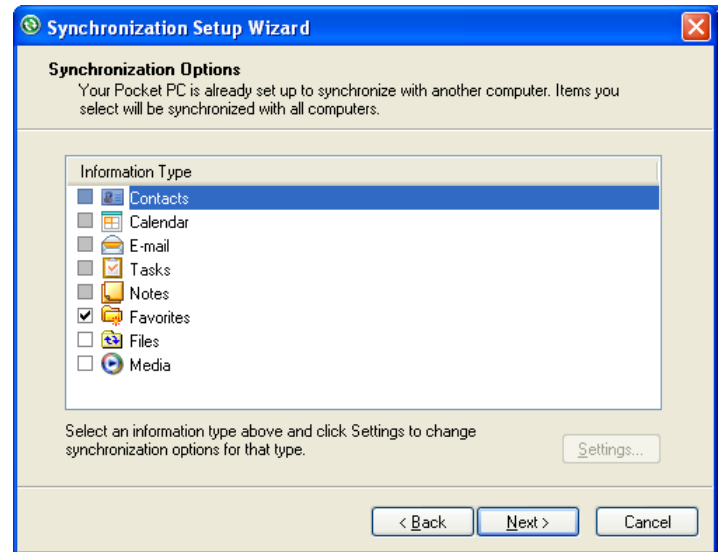 Synchronization Setup Wizard
Synchronization Options
Your Pocket PC is already set up to synchronize with another computer. Items you
select will be synchronized with all computers.
Information Type
Contacts
Calendar
E-mail
Tasks
Notes
Favorites
Files
Media
Select an information type above and click Settings to change
synchronization options for that type.
Settings...
< Back
Next >
Cancel